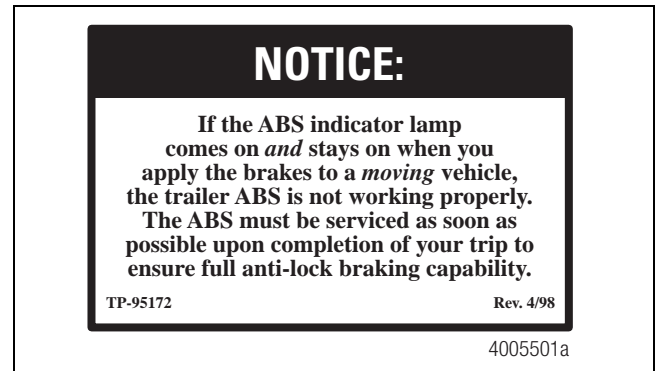 NOTICE:
If the ABS indicator lamp
comes on and stays on when you
apply the brakes to a moving vehicle,
the trailer ABS is not working properly.
The ABS must be serviced as soon as
possible upon completion of your trip to
ensure full anti-lock braking capability.
TP-95172 Rev. 4/98
4005501a